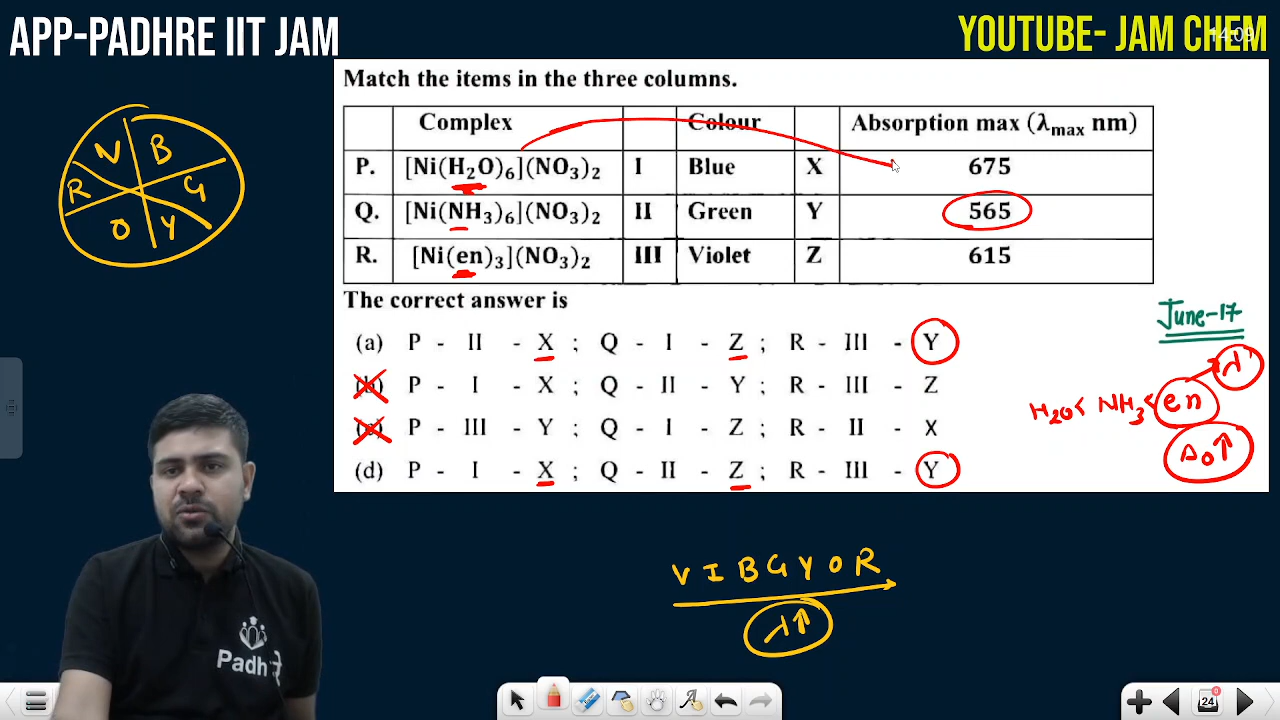 APP-PADHRE IIT JAM
YOUTUBE- JAM CHEM
Match the items in the three columns.
Complex Colour Absorption max (λmax nm)
P. [Ni(H₂O)₆](NO₃)₂ I Blue X 675
Q. [Ni(NH₃)₆](NO₃)₂ II Green Y 565
R. [Ni(en)₃](NO₃)₂ III Violet Z 615
The correct answer is
(a) P - II - X ; Q - I - Z ; R - III - Y
(b) P - I - X ; Q - II - Y ; R - III - Z
(c) P - III - Y ; Q - I - Z ; R - II - X
(d) P - I - X ; Q - II - Z ; R - III - Y
V B
R G
O Y
June-17
H₂O < NH₃ < en
Δo↑
V I B G Y O R
λ↑
Padh
24